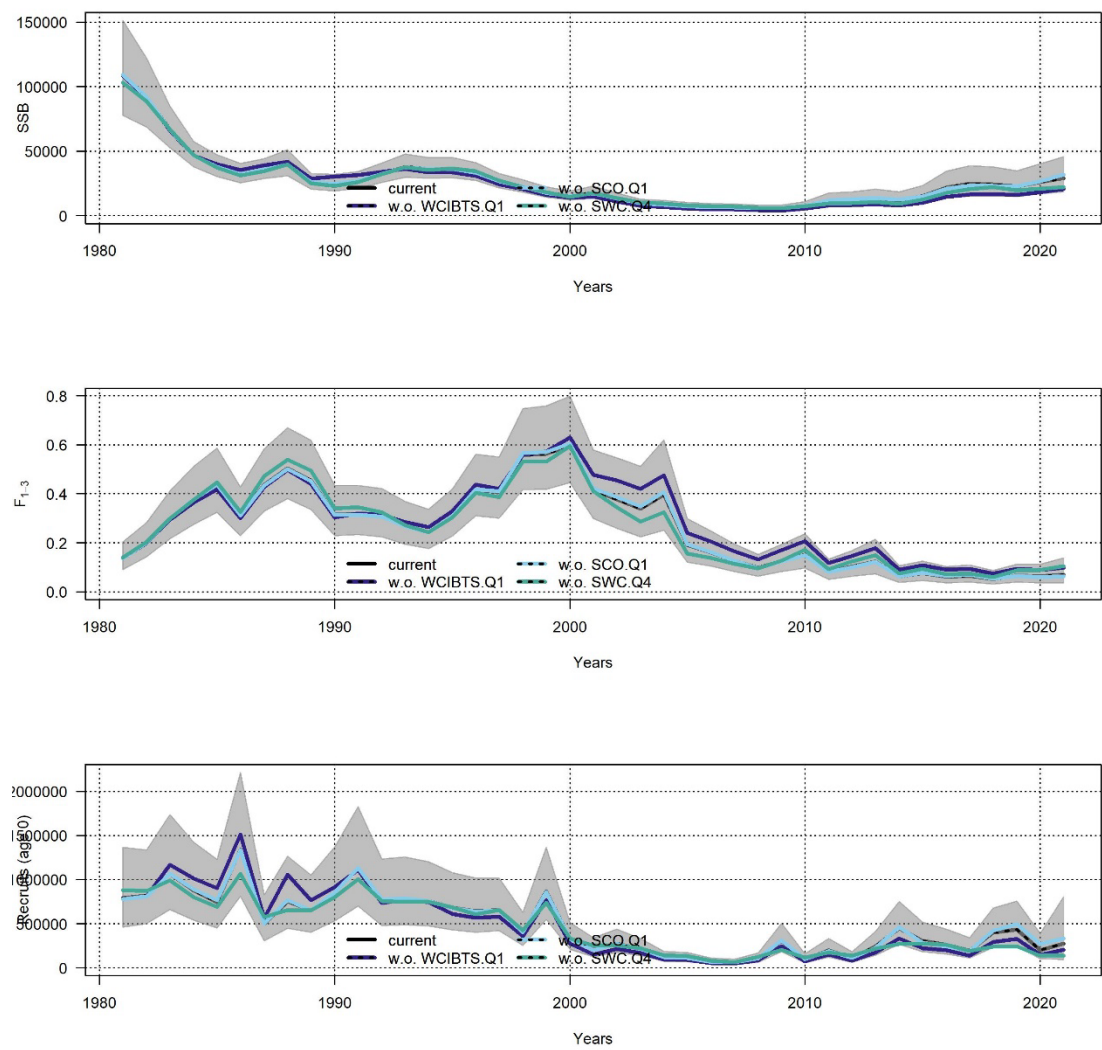 150000
100000
50000
0
SSB
current
w.o. SCO.Q1
w.o. WCIBTS.Q1
w.o. SWC.Q4
1980 1990 2000 2010 2020
Years
0.8
0.6
0.4
0.2
0.0
F1−3
current
w.o. SCO.Q1
w.o. WCIBTS.Q1
w.o. SWC.Q4
1980 1990 2000 2010 2020
Years
500000
0
Recruits (age 0)
current
w.o. SCO.Q1
w.o. WCIBTS.Q1
w.o. SWC.Q4
1980 1990 2000 2010 2020
Years